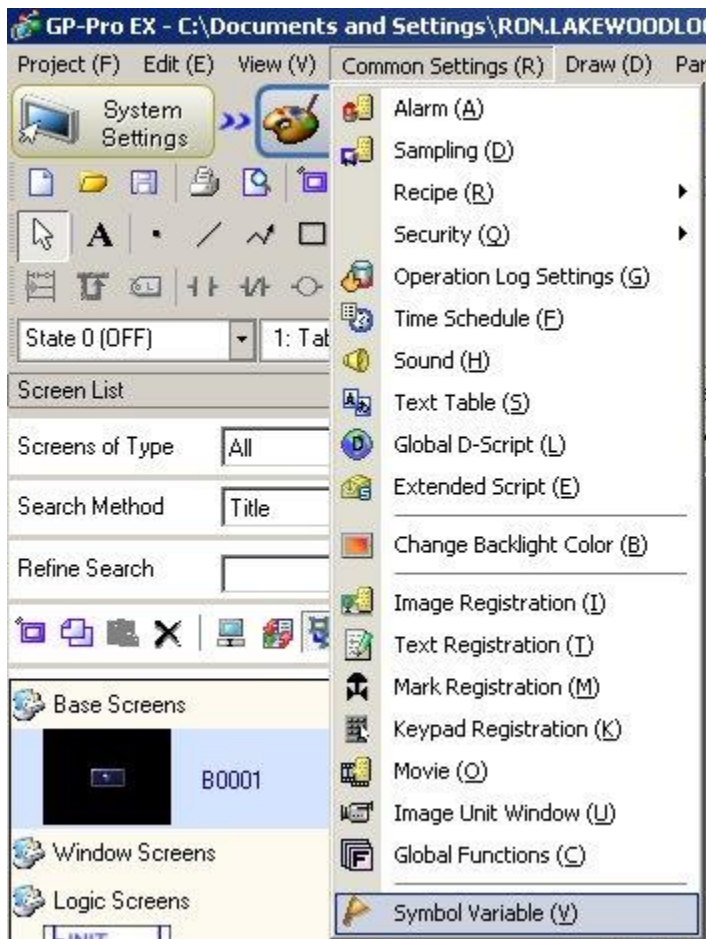 GP-Pro EX - C:\Documents and Settings\RON.LAKEWOODLO
Project (F) Edit (E) View (V) Common Settings (R) Draw (D) Par
System
Settings
Alarm (A)
Sampling (D)
Recipe (R)
Security (Q)
Operation Log Settings (G)
Time Schedule (F)
Sound (H)
Text Table (S)
Global D-Script (L)
Extended Script (E)
Change Backlight Color (B)
Image Registration (I)
Text Registration (T)
Mark Registration (M)
Keypad Registration (K)
Movie (O)
Image Unit Window (U)
Global Functions (C)
Symbol Variable (V)
A
State 0 (OFF) 1: Tab
Screen List
Screens of Type All
Search Method Title
Refine Search
Base Screens
B0001
Window Screens
Logic Screens